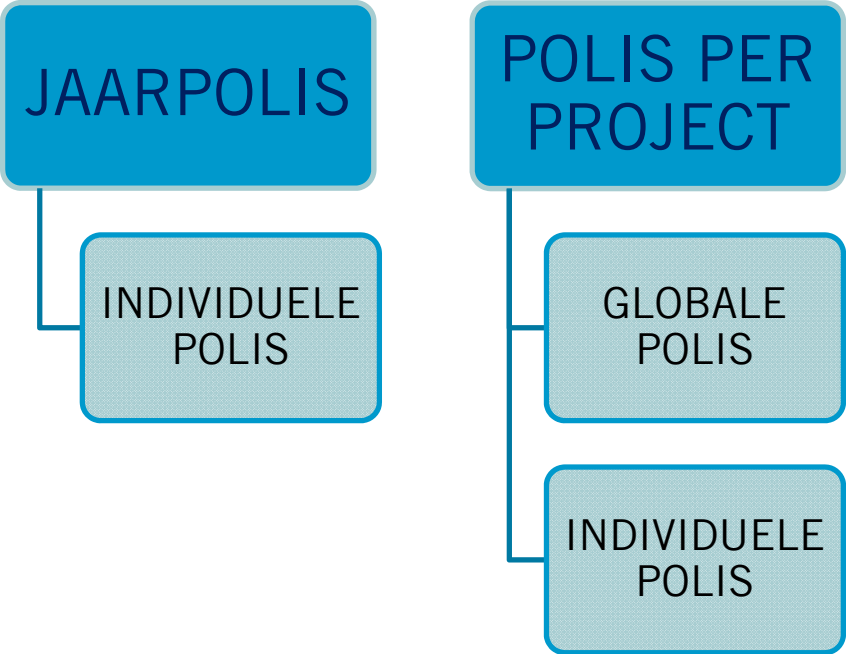 JAARPOLIS
INDIVIDUELE
POLIS
POLIS PER
PROJECT
GLOBALE
POLIS
INDIVIDUELE
POLIS